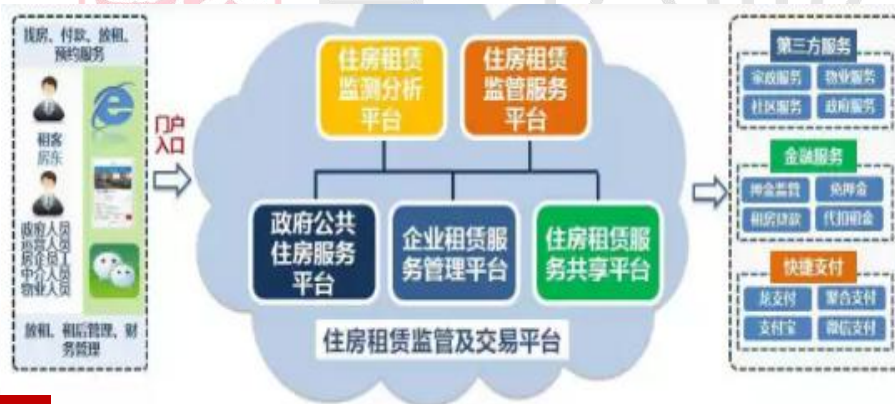 找房、付款、放租、
预约服务
租客
房东
政府人员
运营人员
房企员工
中介人员
物业人员
放租、租后管理、财
务管理
门户
入口
住房租赁
监测分析
平台
住房租赁
监管服务
平台
政府公共
住房服务
平台
企业租赁服
务管理平台
住房租赁服
务共享平台
住房租赁监管及交易平台
第三方服务
家政服务
物业服务
社区服务
政府服务
金融服务
押金监管
免押金
租房贷款
代扣租金
快捷支付
龙支付
聚合支付
支付宝
微信支付